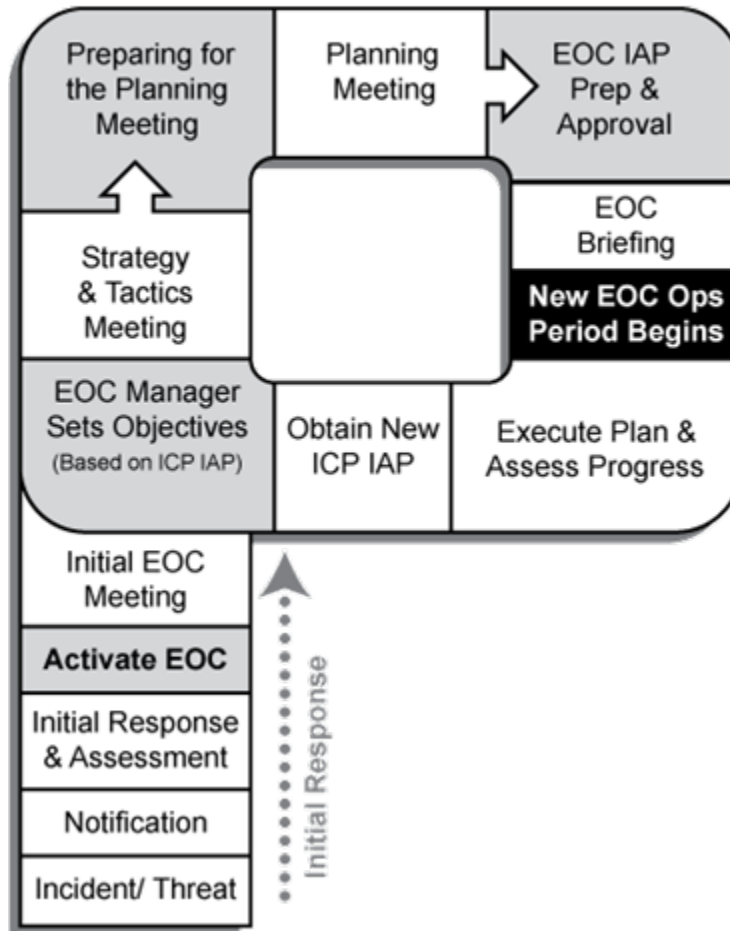 Preparing for
the Planning
Meeting
Planning
Meeting
EOC IAP
Prep &
Approval
EOC
Briefing
New EOC Ops
Period Begins
Strategy
& Tactics
Meeting
EOC Manager
Sets Objectives
(Based on ICP IAP)
Obtain New
ICP IAP
Execute Plan &
Assess Progress
Initial EOC
Meeting
Activate EOC
Initial Response
& Assessment
Notification
Incident/ Threat
Initial Response